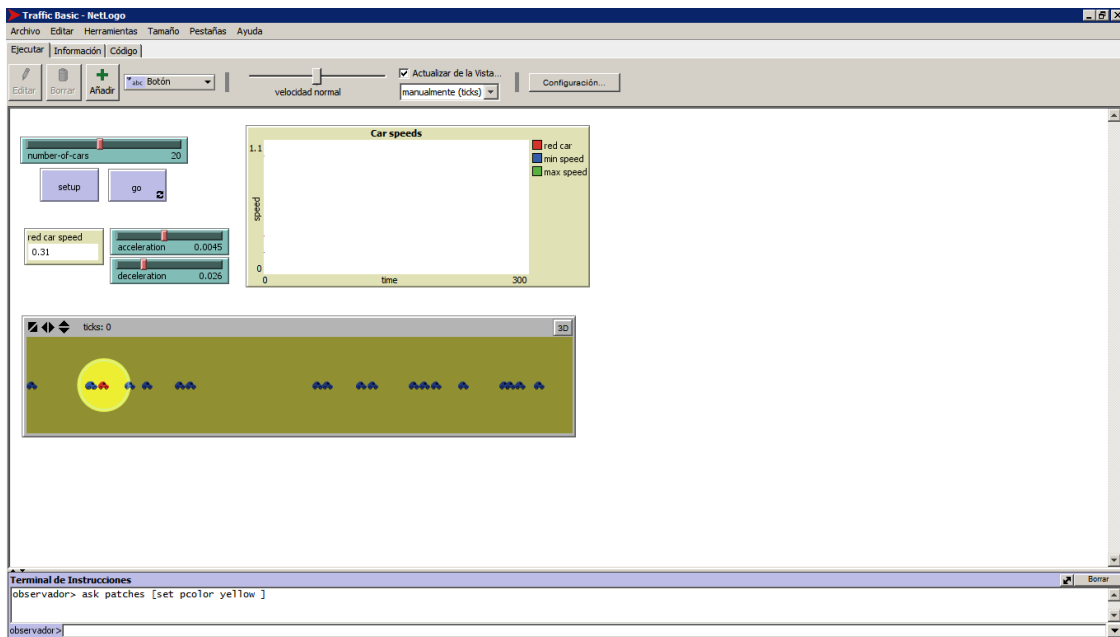 Traffic Basic - NetLogo
Archivo Editar Herramientas Tamaño Pestañas Ayuda
Ejecutar Información Código
Editar Borrar Añadir abc Botón velocidad normal Actualizar de la Vista... manualmente (ticks) Configuración...
number-of-cars 20
setup go
red car speed
0.31
acceleration 0.0045
deceleration 0.026
Car speeds
1.1
speed
0
0 time 300
red car
min speed
max speed
ticks: 0 3D
Terminal de Instrucciones Borrar
observador> ask patches [set pcolor yellow ]
observador>